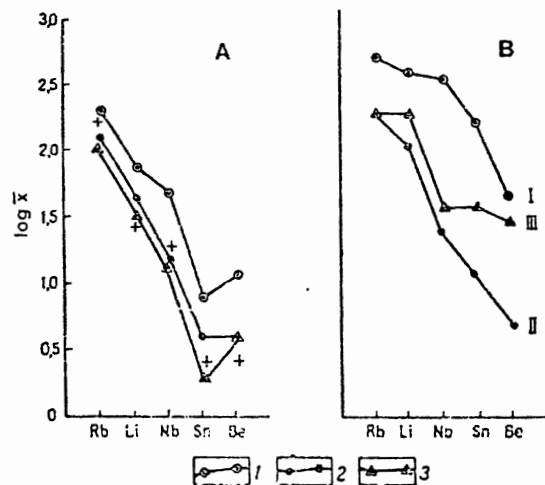 3,0
2,5
2,0
1,5
1,0
0,5
0
log x̄
A
Rb Li Nb Sn Be
B
I
III
II
Rb Li Nb Sn Be
1 2 3